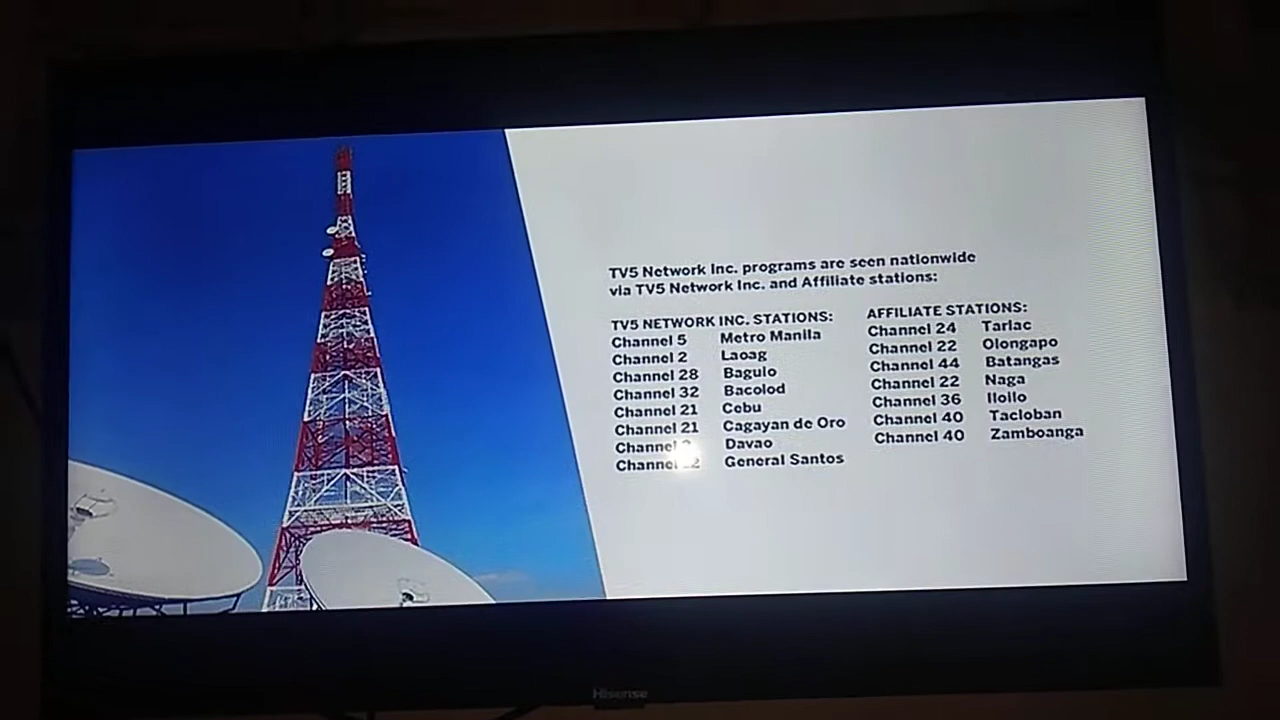 TV5 Network Inc. programs are seen nationwide
via TV5 Network Inc. and Affiliate stations:
TV5 NETWORK INC. STATIONS:
Channel 5 Metro Manila
Channel 2 Laoag
Channel 28 Baguio
Channel 32 Bacolod
Channel 21 Cebu
Channel 21 Cagayan de Oro
Channel Davao
Channel General Santos
AFFILIATE STATIONS:
Channel 24 Tarlac
Channel 22 Olongapo
Channel 44 Batangas
Channel 22 Naga
Channel 36 Iloilo
Channel 40 Tacloban
Channel 40 Zamboanga
Hisense